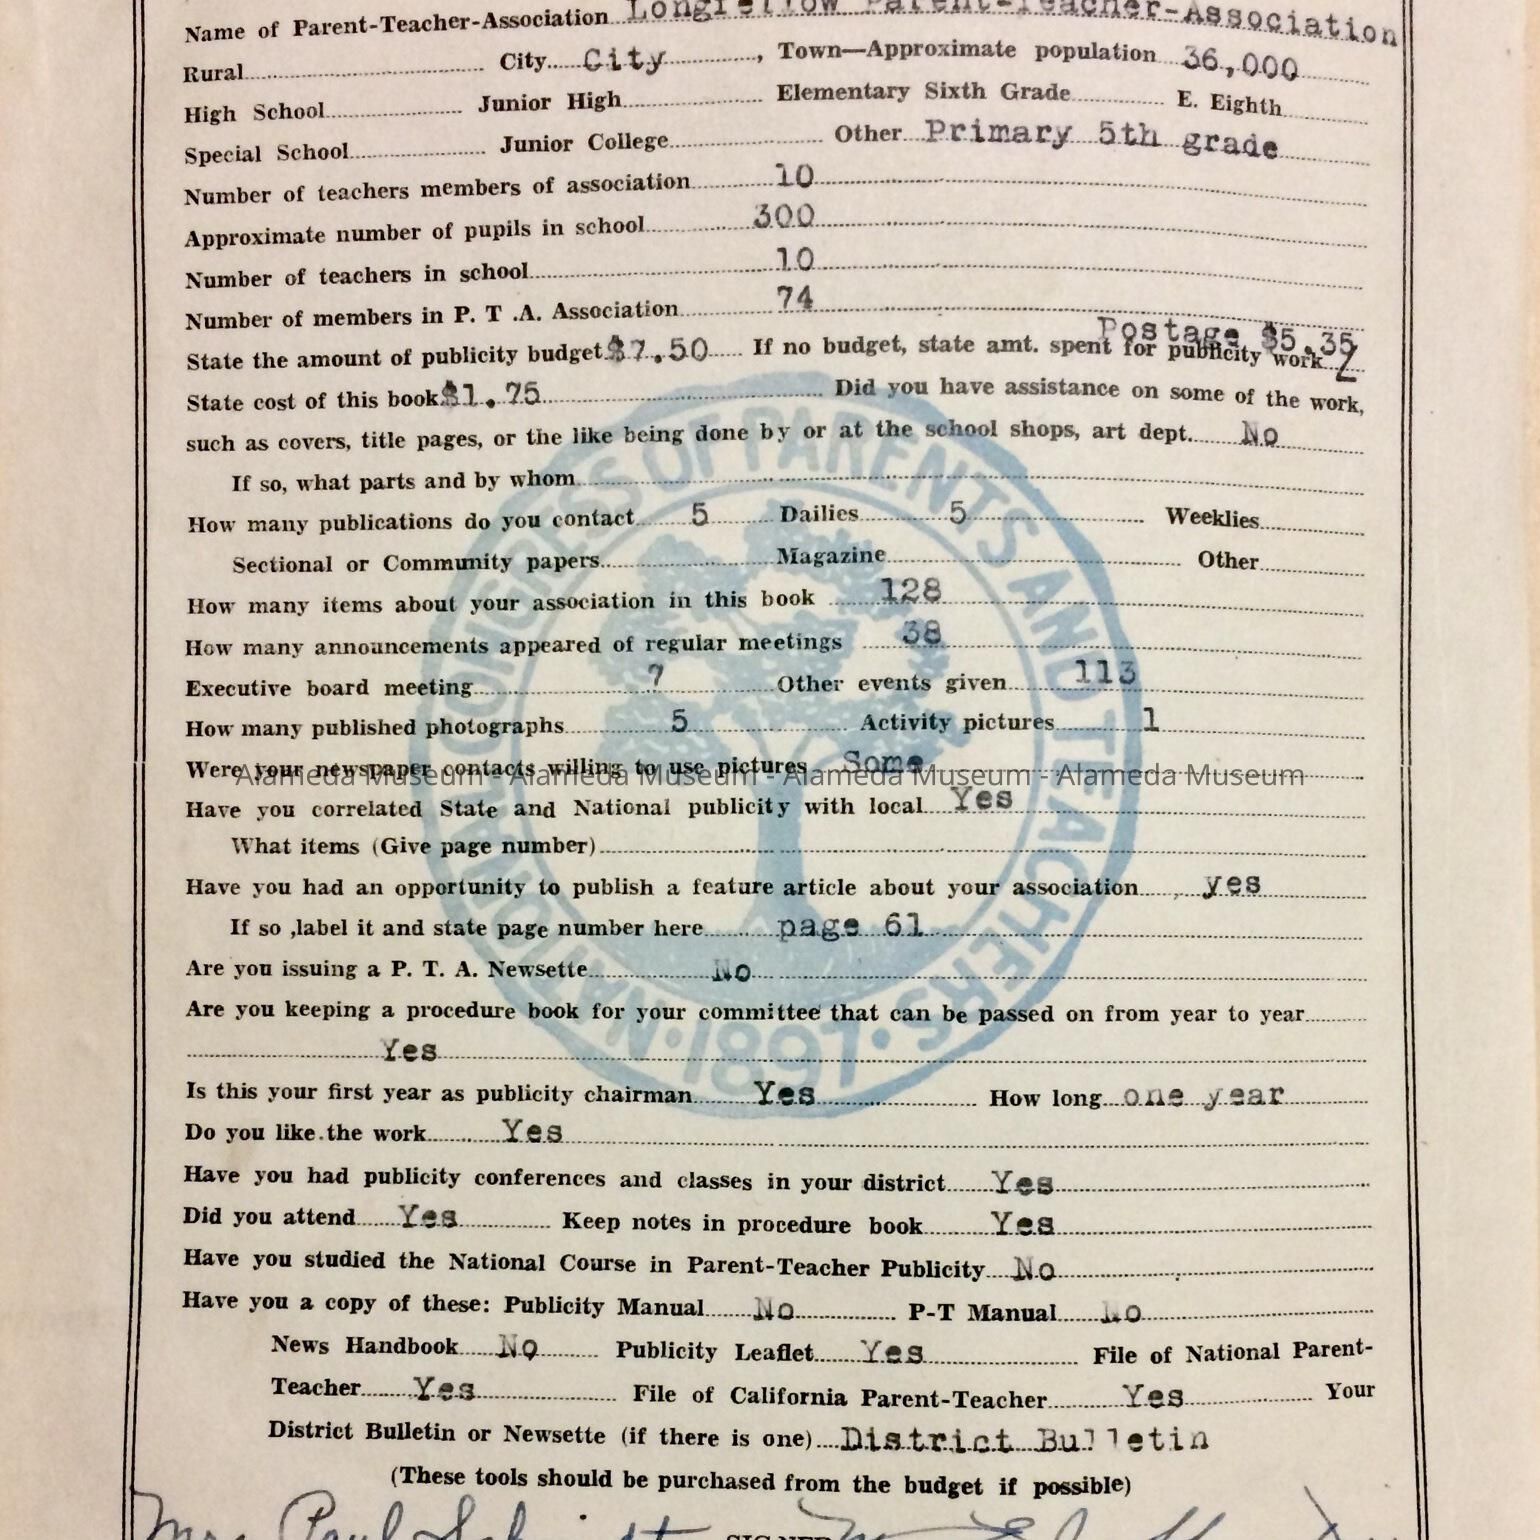 Name of Parent-Teacher-Association Longfellow Parent-Teacher-Association
Rural City City, Town—Approximate population 36,000
High School Junior High Elementary Sixth Grade E. Eighth
Special School Junior College Other Primary 5th grade
Number of teachers members of association 10
Approximate number of pupils in school 300
Number of teachers in school 10
Number of members in P. T .A. Association 74
Postage $5.35
State the amount of publicity budget $7.50 If no budget, state amt. spent for publicity work
State cost of this book $1.75 Did you have assistance on some of the work,
such as covers, title pages, or the like being done by or at the school shops, art dept. No
If so, what parts and by whom
How many publications do you contact 5 Dailies 5 Weeklies
Sectional or Community papers Magazine Other
How many items about your association in this book 128
How many announcements appeared of regular meetings 38
Executive board meeting 7 Other events given 113
How many published photographs 5 Activity pictures 1
Were your newspaper contacts willing to use pictures Some
Alameda Museum - Alameda Museum - Alameda Museum - Alameda Museum
Have you correlated State and National publicity with local Yes
What items (Give page number)
Have you had an opportunity to publish a feature article about your association yes
If so ,label it and state page number here page 61
Are you issuing a P. T. A. Newsette No
Are you keeping a procedure book for your committee that can be passed on from year to year
Yes
Is this your first year as publicity chairman Yes How long one year
Do you like the work Yes
Have you had publicity conferences and classes in your district Yes
Did you attend Yes Keep notes in procedure book Yes
Have you studied the National Course in Parent-Teacher Publicity No
Have you a copy of these: Publicity Manual No P-T Manual No
News Handbook No Publicity Leaflet Yes File of National Parent-
Teacher Yes File of California Parent-Teacher Yes Your
District Bulletin or Newsette (if there is one) District Bulletin
(These tools should be purchased from the budget if possible)
Mrs Paul Schmidt SIGNED
NATIONAL CONGRESS OF PARENTS AND TEACHERS · 1897 ·